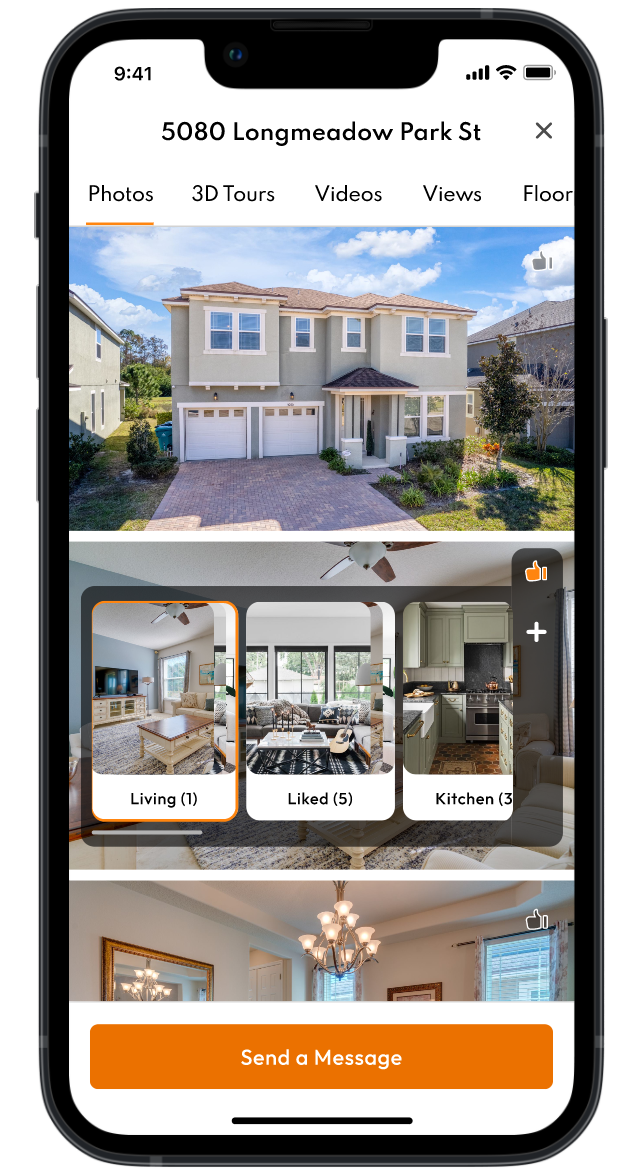 9:41
5080 Longmeadow Park St
Photos 3D Tours Videos Views Floor
Living (1) Liked (5) Kitchen (3
Send a Message